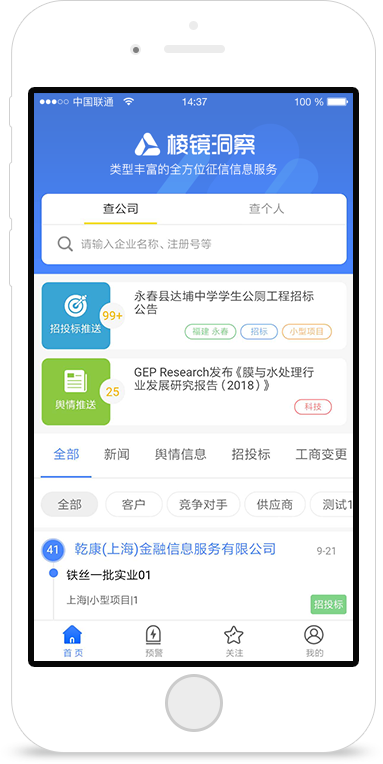 中国联通 14:37 100 %
棱镜洞察
类型丰富的全方位征信信息服务
查公司 查个人
请输入企业名称、注册号等
招投标推送 99+
永春县达埔中学学生公厕工程招标
公告
福建 永春 招标 小型项目
舆情推送 25
GEP Research发布《膜与水处理行
业发展研究报告（2018）》
科技
全部 新闻 舆情信息 招投标 工商变更
全部 客户 竞争对手 供应商 测试1
41 乾康(上海)金融信息服务有限公司 9-21
铁丝一批实业01
上海|小型项目|1
招投标
首 页 预警 关注 我的